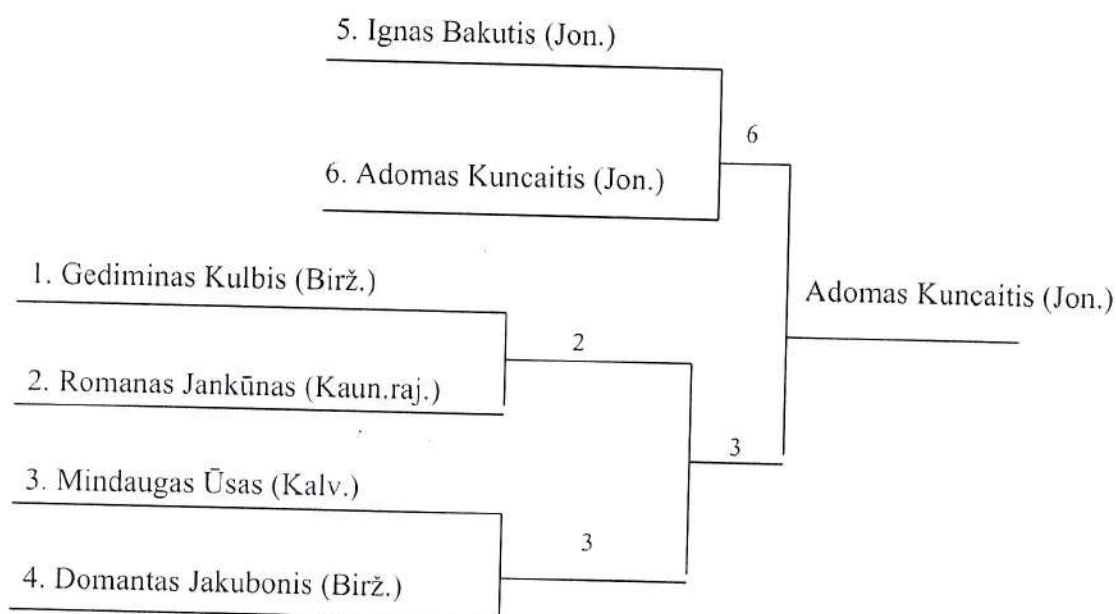 5. Ignas Bakutis (Jon.)
6
6. Adomas Kuncaitis (Jon.)
1. Gediminas Kulbis (Birž.)
Adomas Kuncaitis (Jon.)
2
2. Romanas Jankūnas (Kaun.raj.)
3
3. Mindaugas Ūsas (Kalv.)
3
4. Domantas Jakubonis (Birž.)